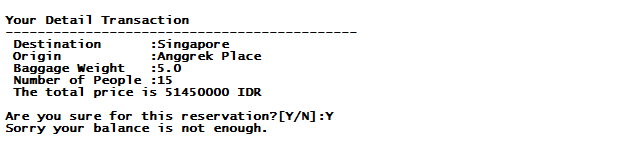 Your Detail Transaction
--------------------------------------------
Destination      :Singapore
Origin           :Anggrek Place
Baggage Weight   :5.0
Number of People :15
The total price is 51450000 IDR
Are you sure for this reservation?[Y/N]:Y
Sorry your balance is not enough.